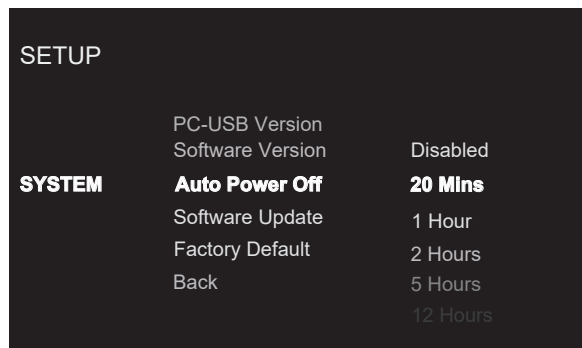 SETUP
PC-USB Version
Software Version Disabled
SYSTEM Auto Power Off 20 Mins
Software Update 1 Hour
Factory Default 2 Hours
Back 5 Hours
12 Hours